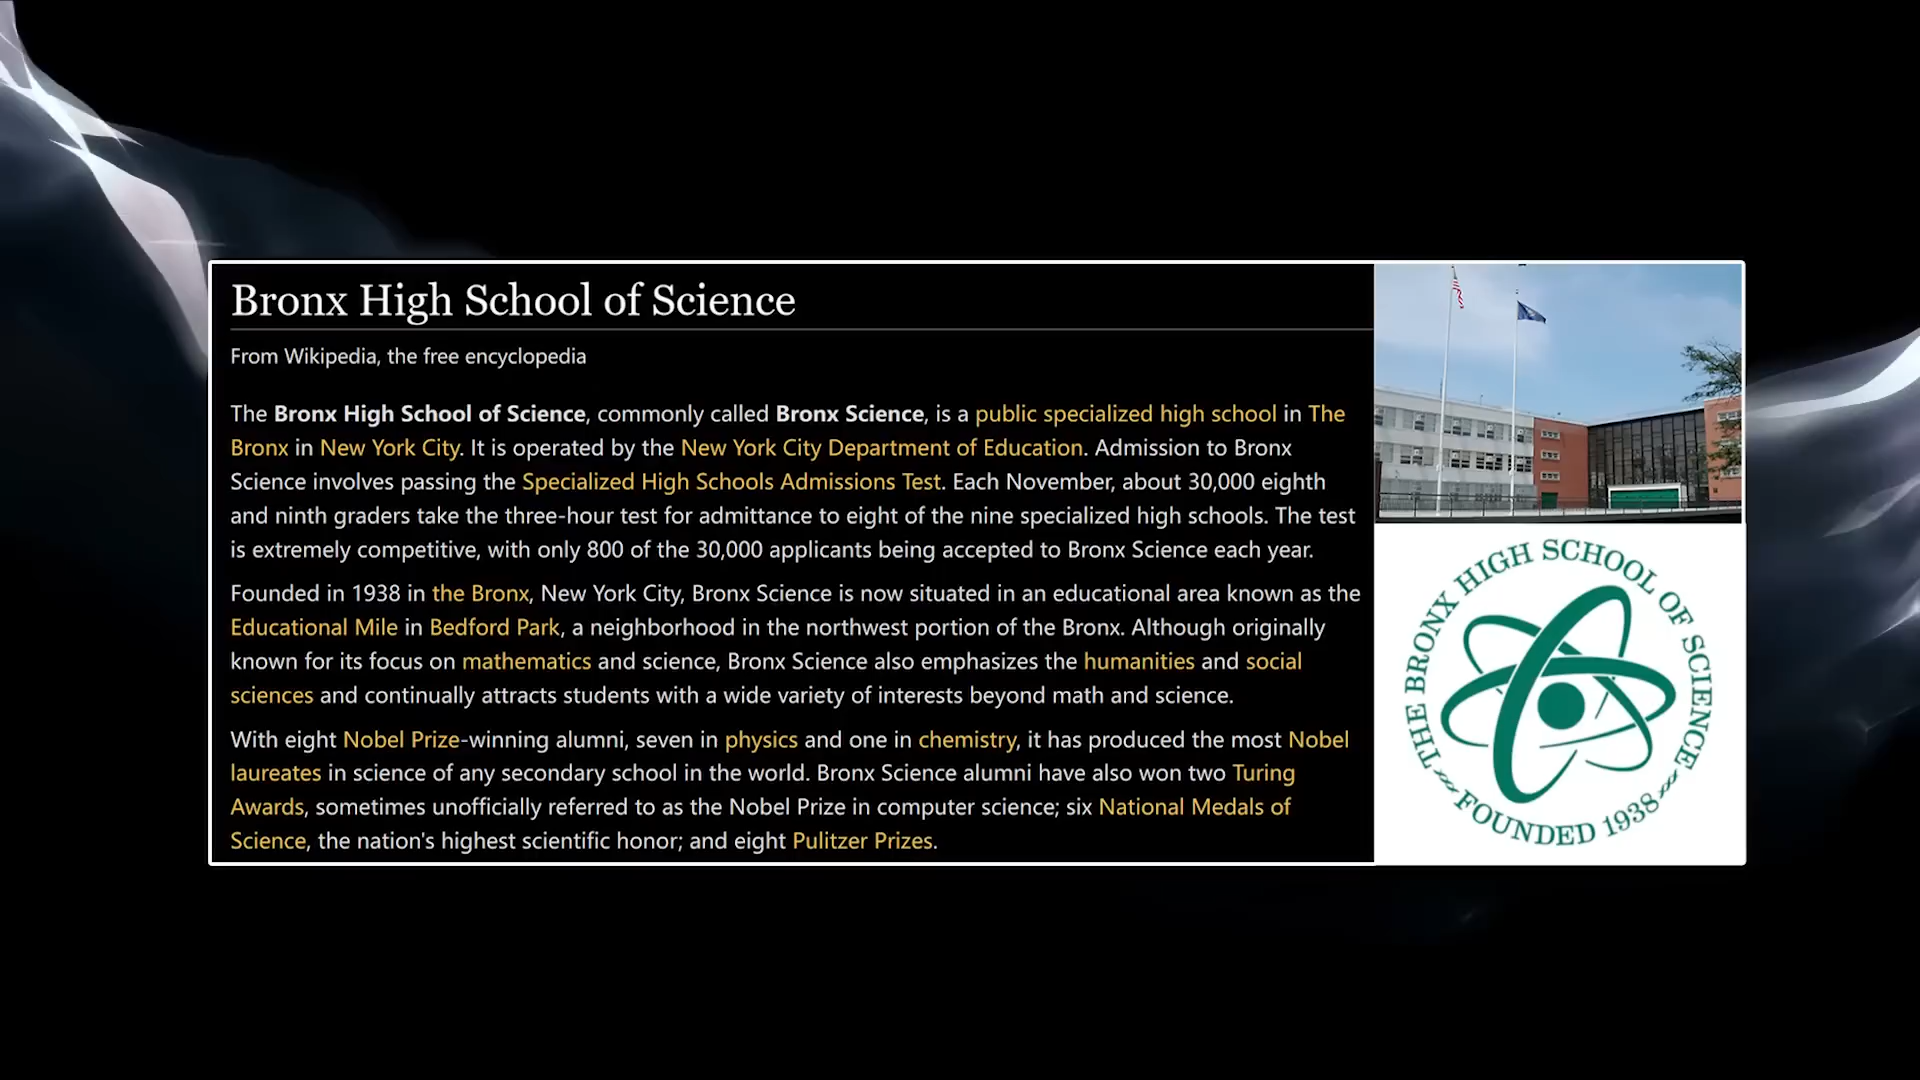 Bronx High School of Science
From Wikipedia, the free encyclopedia
The Bronx High School of Science, commonly called Bronx Science, is a public specialized high school in The
Bronx in New York City. It is operated by the New York City Department of Education. Admission to Bronx
Science involves passing the Specialized High Schools Admissions Test. Each November, about 30,000 eighth
and ninth graders take the three-hour test for admittance to eight of the nine specialized high schools. The test
is extremely competitive, with only 800 of the 30,000 applicants being accepted to Bronx Science each year.
Founded in 1938 in the Bronx, New York City, Bronx Science is now situated in an educational area known as the
Educational Mile in Bedford Park, a neighborhood in the northwest portion of the Bronx. Although originally
known for its focus on mathematics and science, Bronx Science also emphasizes the humanities and social
sciences and continually attracts students with a wide variety of interests beyond math and science.
With eight Nobel Prize-winning alumni, seven in physics and one in chemistry, it has produced the most Nobel
laureates in science of any secondary school in the world. Bronx Science alumni have also won two Turing
Awards, sometimes unofficially referred to as the Nobel Prize in computer science; six National Medals of
Science, the nation's highest scientific honor; and eight Pulitzer Prizes.
THE BRONX HIGH SCHOOL OF SCIENCE
FOUNDED 1938